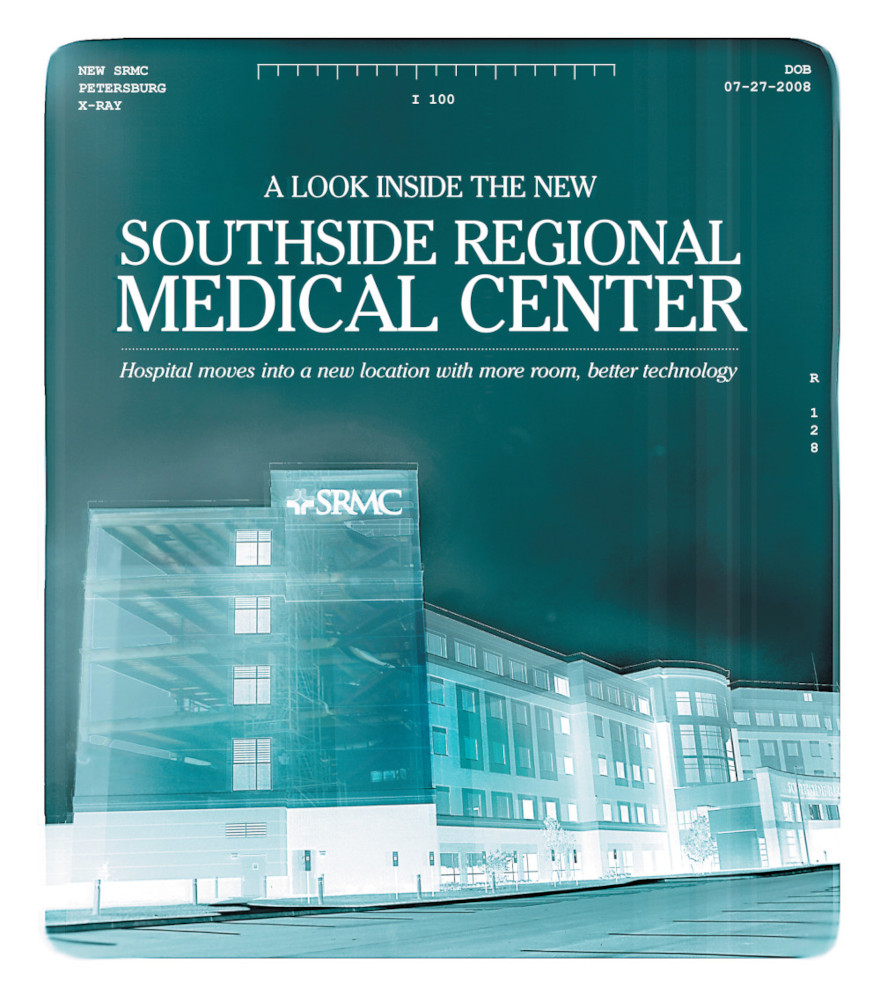 NEW SRMC
PETERSBURG
X-RAY
I 100
DOB
07-27-2008
A LOOK INSIDE THE NEW
SOUTHSIDE REGIONAL
MEDICAL CENTER
Hospital moves into a new location with more room, better technology
R
1
2
8
SRMC